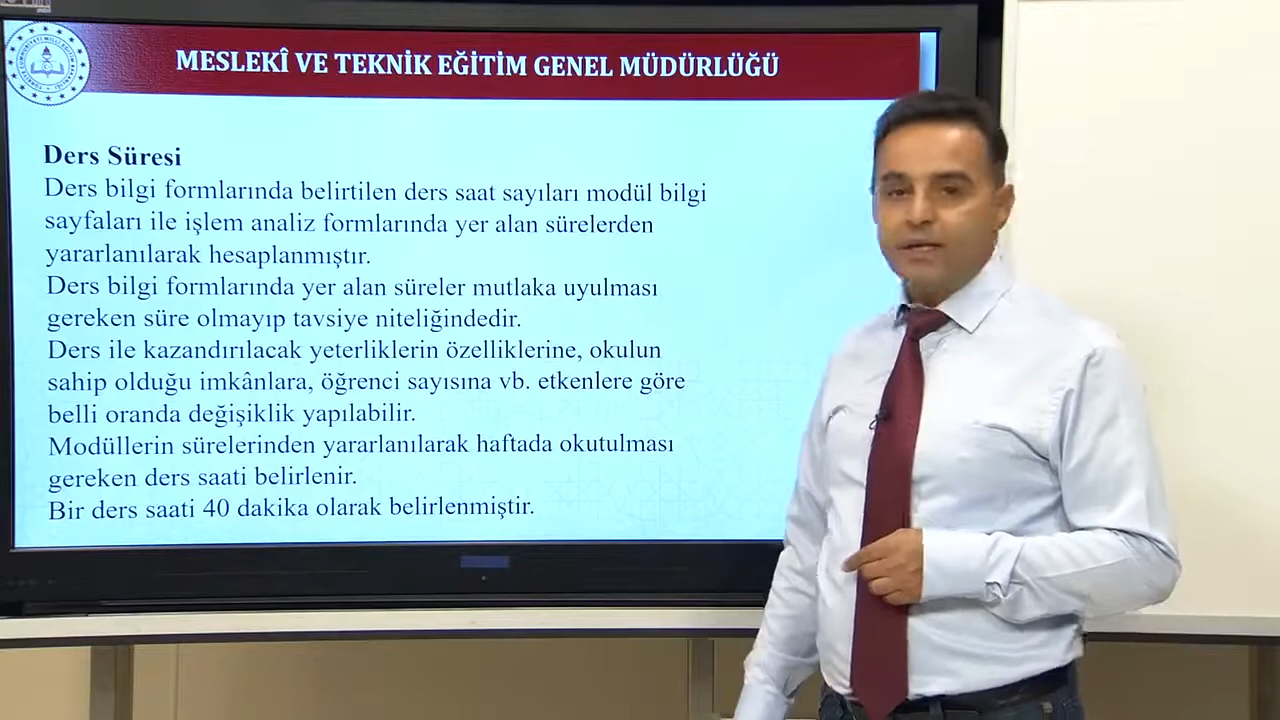 MESLEKÎ VE TEKNİK EĞİTİM GENEL MÜDÜRLÜĞÜ
Ders Süresi
Ders bilgi formlarında belirtilen ders saat sayıları modül bilgi
sayfaları ile işlem analiz formlarında yer alan sürelerden
yararlanılarak hesaplanmıştır.
Ders bilgi formlarında yer alan süreler mutlaka uyulması
gereken süre olmayıp tavsiye niteliğindedir.
Ders ile kazandırılacak yeterliklerin özelliklerine, okulun
sahip olduğu imkânlara, öğrenci sayısına vb. etkenlere göre
belli oranda değişiklik yapılabilir.
Modüllerin sürelerinden yararlanılarak haftada okutulması
gereken ders saati belirlenir.
Bir ders saati 40 dakika olarak belirlenmiştir.